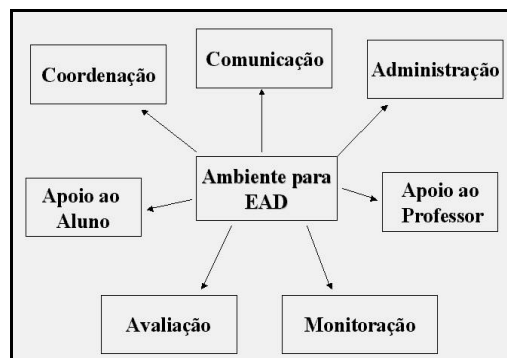 Comunicação
Coordenação
Administração
Ambiente para
EAD
Apoio ao
Aluno
Apoio ao
Professor
Avaliação
Monitoração